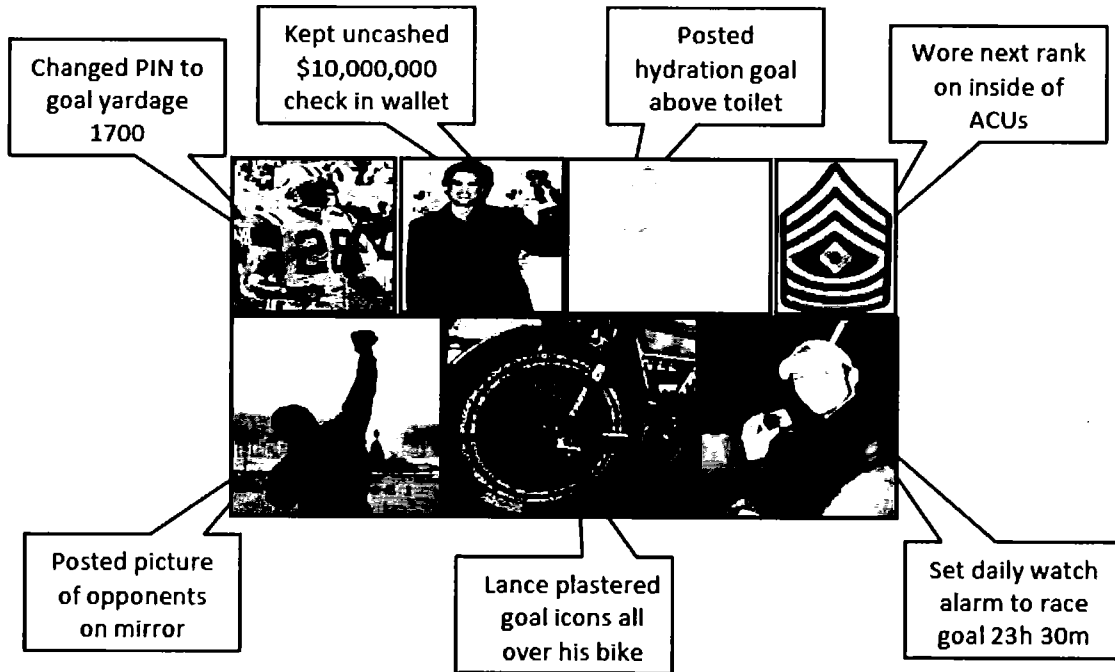 Changed PIN to
goal yardage
1700
Kept uncashed
$10,000,000
check in wallet
Posted
hydration goal
above toilet
Wore next rank
on inside of
ACUs
28
Posted picture
of opponents
on mirror
Lance plastered
goal icons all
over his bike
Set daily watch
alarm to race
goal 23h 30m